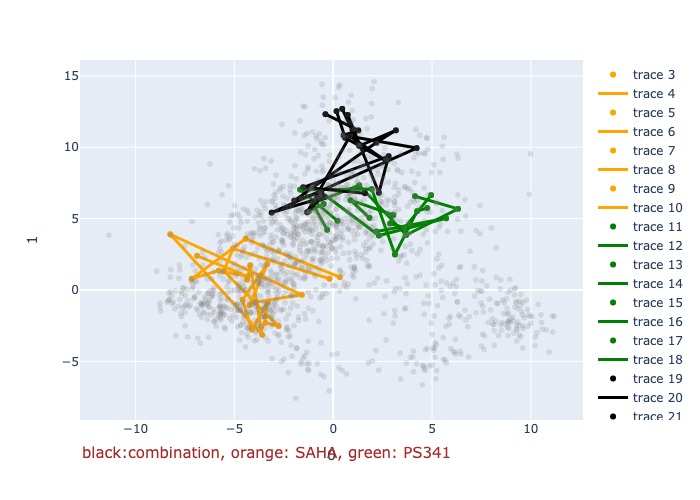 15
10
5
0
−5
1
−10
−5
0
5
10
0
black:combination, orange: SAHA, green: PS341
trace 3
trace 4
trace 5
trace 6
trace 7
trace 8
trace 9
trace 10
trace 11
trace 12
trace 13
trace 14
trace 15
trace 16
trace 17
trace 18
trace 19
trace 20
trace 21